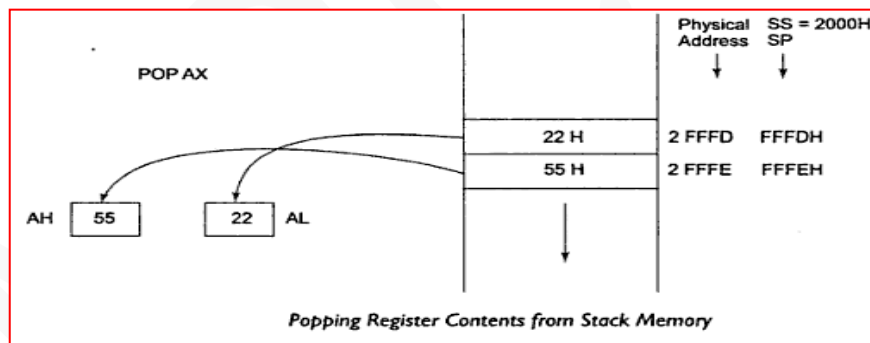 Physical SS = 2000H
Address SP
POP AX
22 H 2 FFFD FFFDH
55 H 2 FFFE FFFEH
AH 55 22 AL
Popping Register Contents from Stack Memory